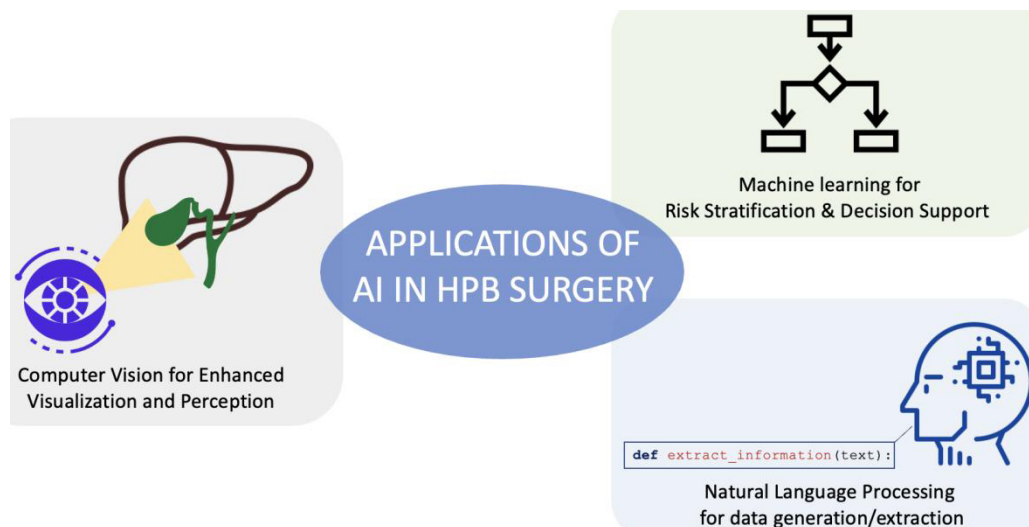 APPLICATIONS OF
AI IN HPB SURGERY
Computer Vision for Enhanced
Visualization and Perception
Machine learning for
Risk Stratification & Decision Support
def extract_information(text):
Natural Language Processing
for data generation/extraction